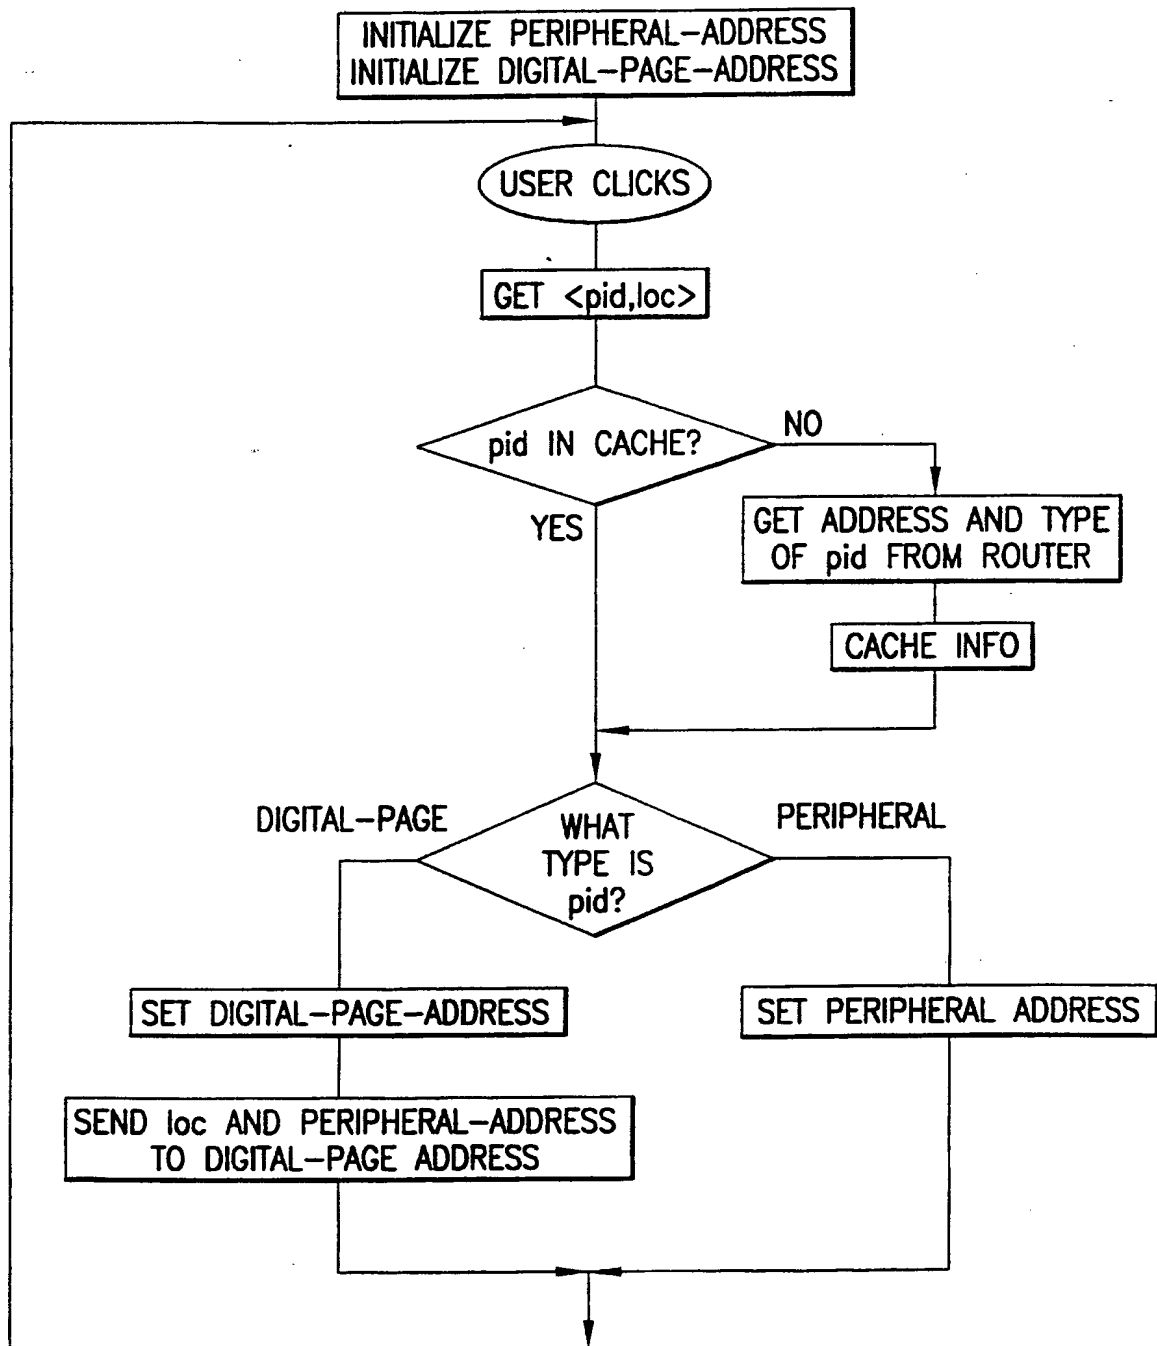 INITIALIZE PERIPHERAL-ADDRESS
INITIALIZE DIGITAL-PAGE-ADDRESS
USER CLICKS
GET <pid,loc>
pid IN CACHE?
NO
YES
GET ADDRESS AND TYPE
OF pid FROM ROUTER
CACHE INFO
DIGITAL-PAGE
WHAT
TYPE IS
pid?
PERIPHERAL
SET DIGITAL-PAGE-ADDRESS
SET PERIPHERAL ADDRESS
SEND loc AND PERIPHERAL-ADDRESS
TO DIGITAL-PAGE ADDRESS